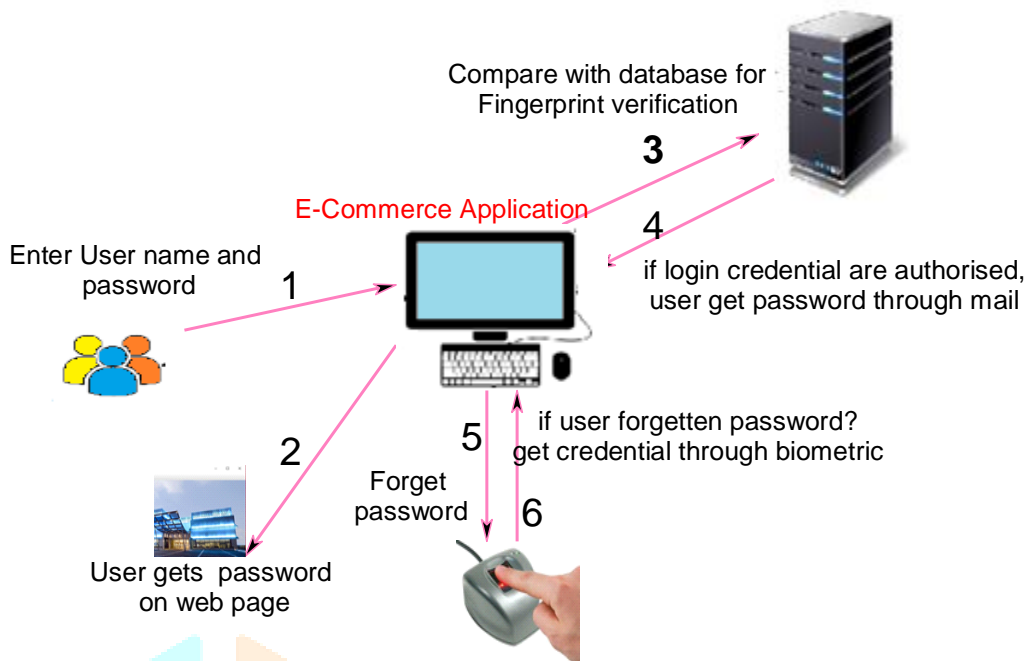 Compare with database for
Fingerprint verification
3
E-Commerce Application
4
Enter User name and
password
1
if login credential are authorised,
user get password through mail
2
5
if user forgetten password?
get credential through biometric
Forget
password
6
User gets password
on web page